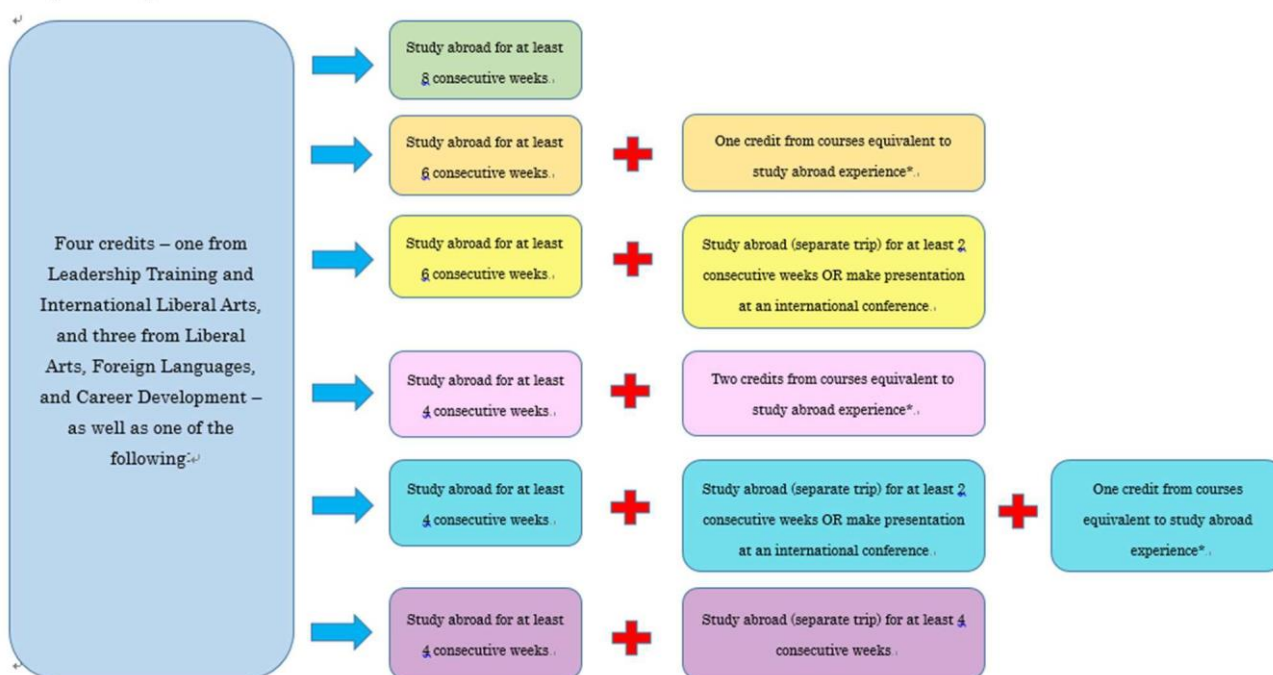 Four credits – one from
Leadership Training and
International Liberal Arts,
and three from Liberal
Arts, Foreign Languages,
and Career Development –
as well as one of the
following:
Study abroad for at least
8 consecutive weeks.
Study abroad for at least
6 consecutive weeks.
One credit from courses equivalent to
study abroad experience*.
Study abroad for at least
6 consecutive weeks.
Study abroad (separate trip) for at least 2
consecutive weeks OR make presentation
at an international conference.
Study abroad for at least
4 consecutive weeks.
Two credits from courses equivalent to
study abroad experience*.
Study abroad for at least
4 consecutive weeks.
Study abroad (separate trip) for at least 2
consecutive weeks OR make presentation
at an international conference.
One credit from courses
equivalent to study abroad
experience*.
Study abroad for at least
4 consecutive weeks.
Study abroad (separate trip) for at least 4
consecutive weeks.